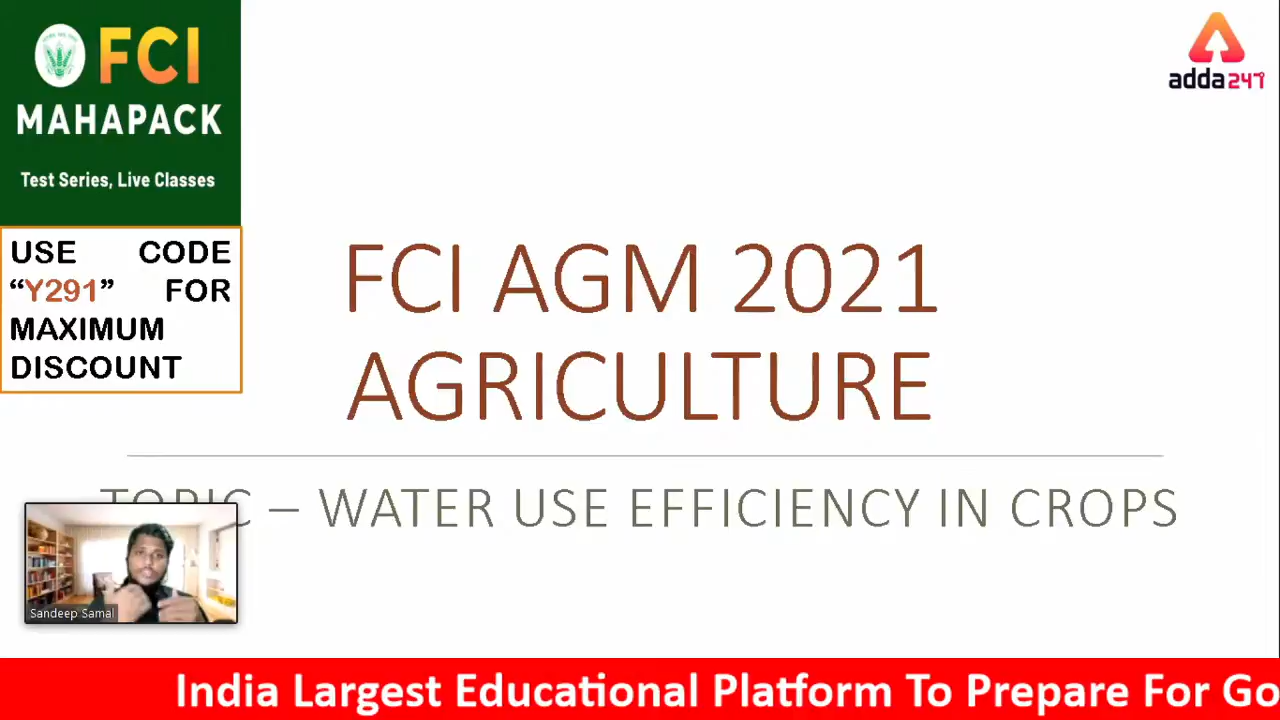 FCI
MAHAPACK
Test Series, Live Classes
USE CODE
“Y291” FOR
MAXIMUM
DISCOUNT
adda247
FCI AGM 2021
AGRICULTURE
TOPIC – WATER USE EFFICIENCY IN CROPS
Sandeep Samal
India Largest Educational Platform To Prepare For Go